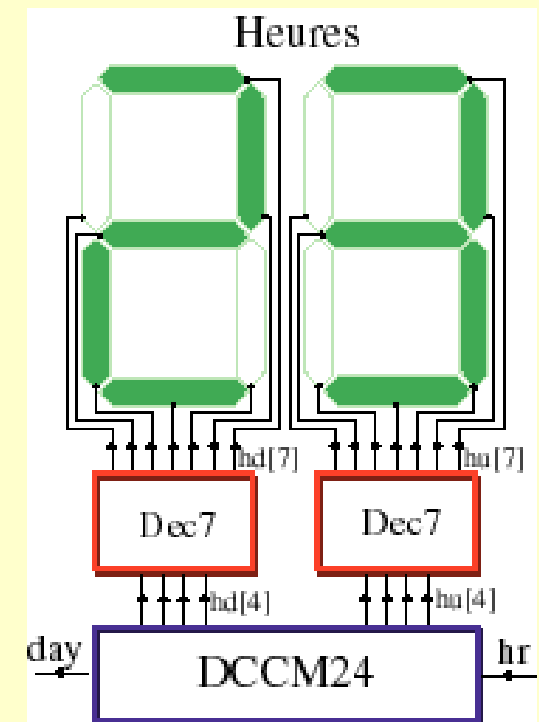 Heures
hd[7] hu[7]
Dec7 Dec7
hd[4] hu[4]
day DCCM24 hr